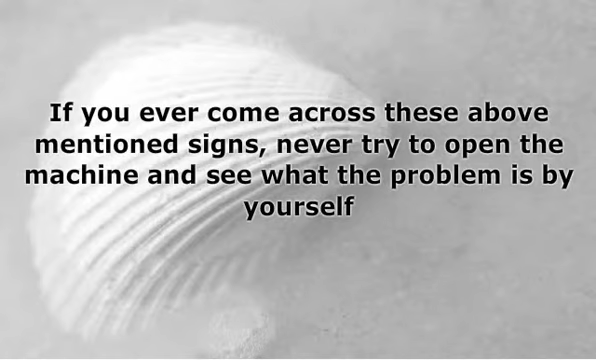 If you ever come across these above
mentioned signs, never try to open the
machine and see what the problem is by
yourself